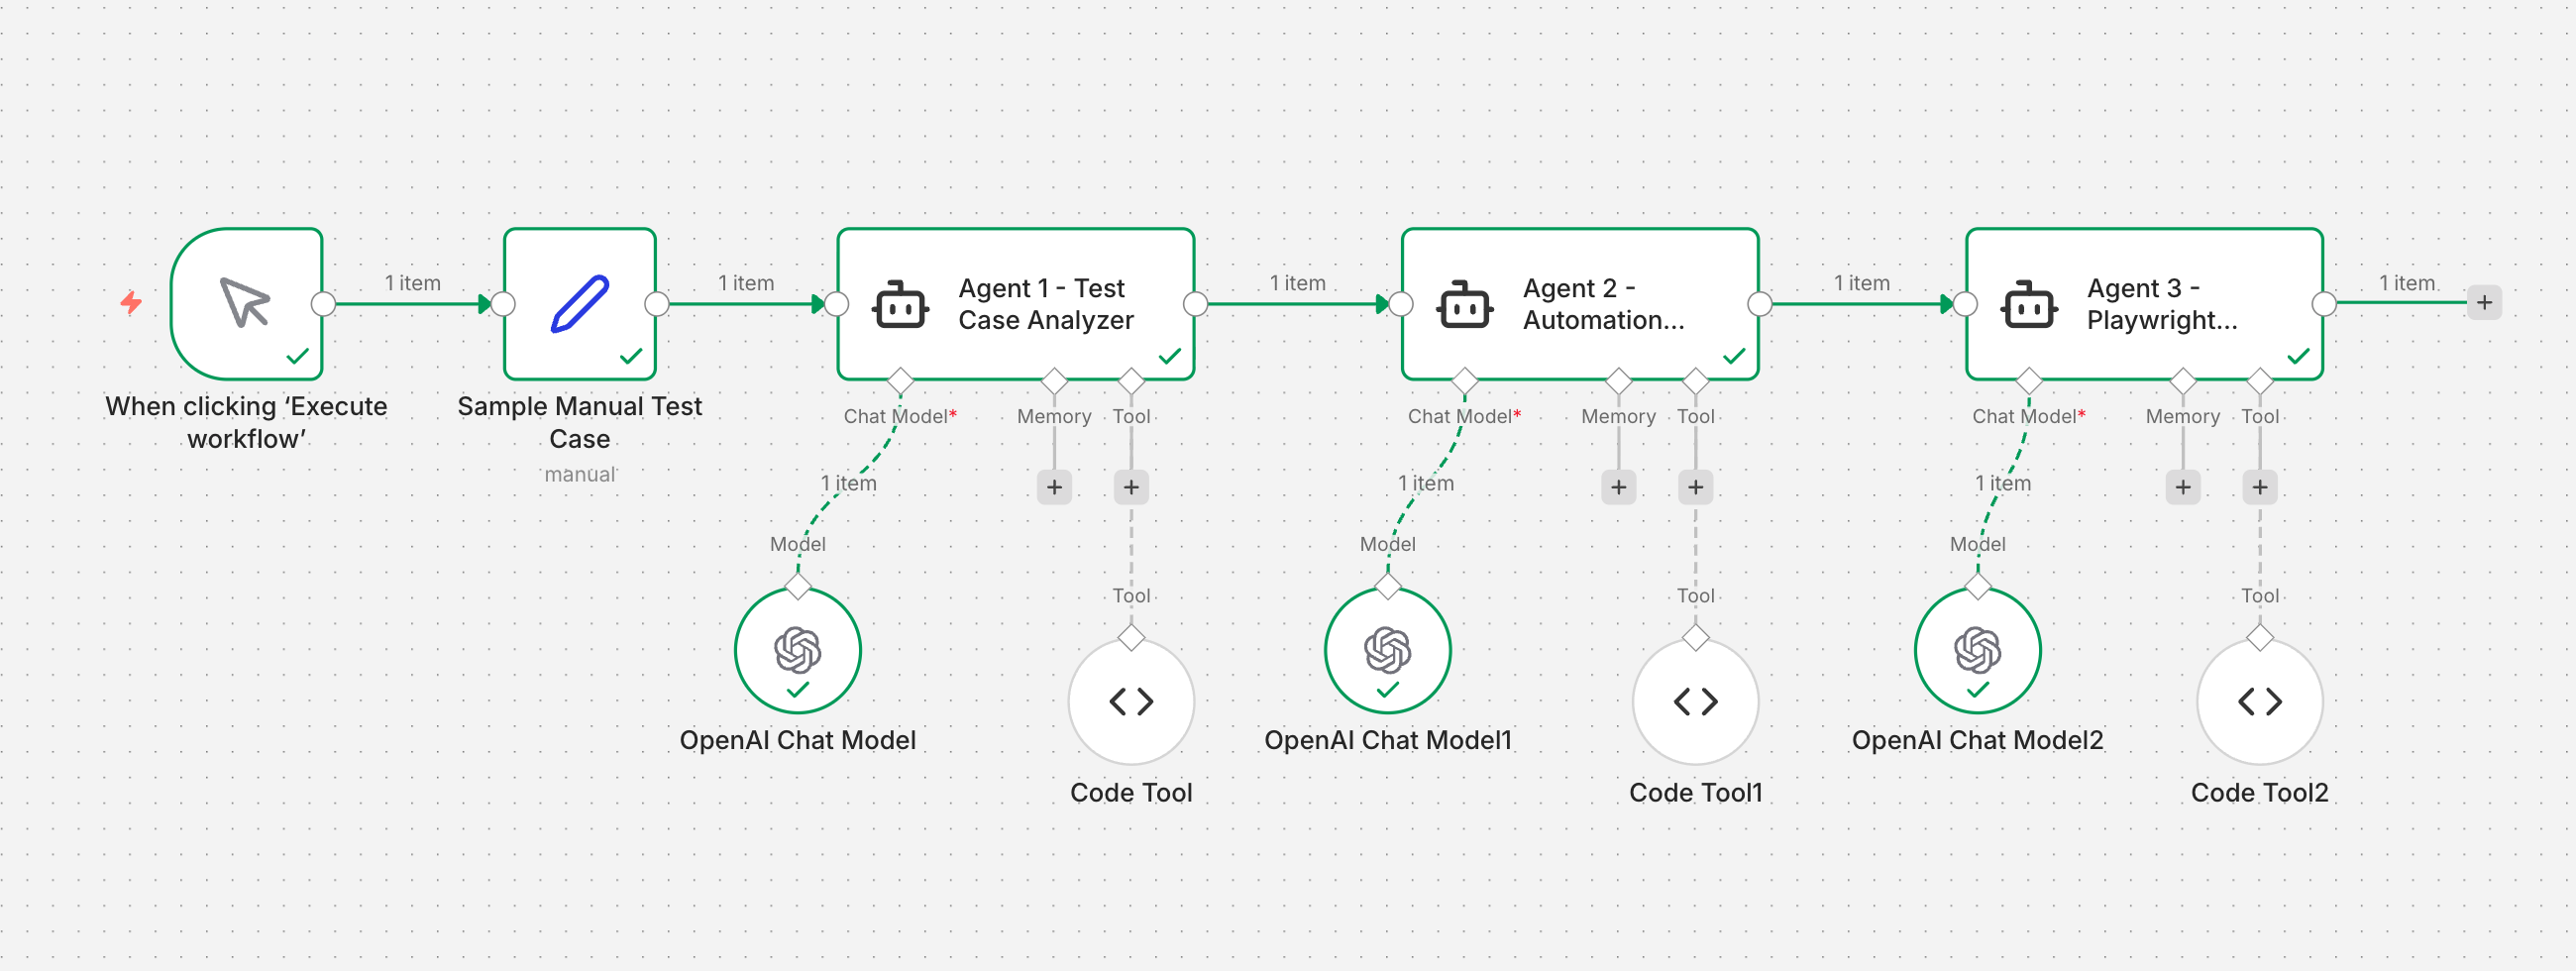 1 item
1 item
1 item
1 item
1 item
Agent 1 - Test
Case Analyzer
Agent 2 -
Automation...
Agent 3 -
Playwright...
When clicking ‘Execute
workflow’
Sample Manual Test
Case
manual
Chat Model*
Memory
Tool
Chat Model*
Memory
Tool
Chat Model*
Memory
Tool
1 item
1 item
1 item
Model
Model
Model
Tool
Tool
Tool
OpenAI Chat Model
OpenAI Chat Model1
OpenAI Chat Model2
Code Tool
Code Tool1
Code Tool2